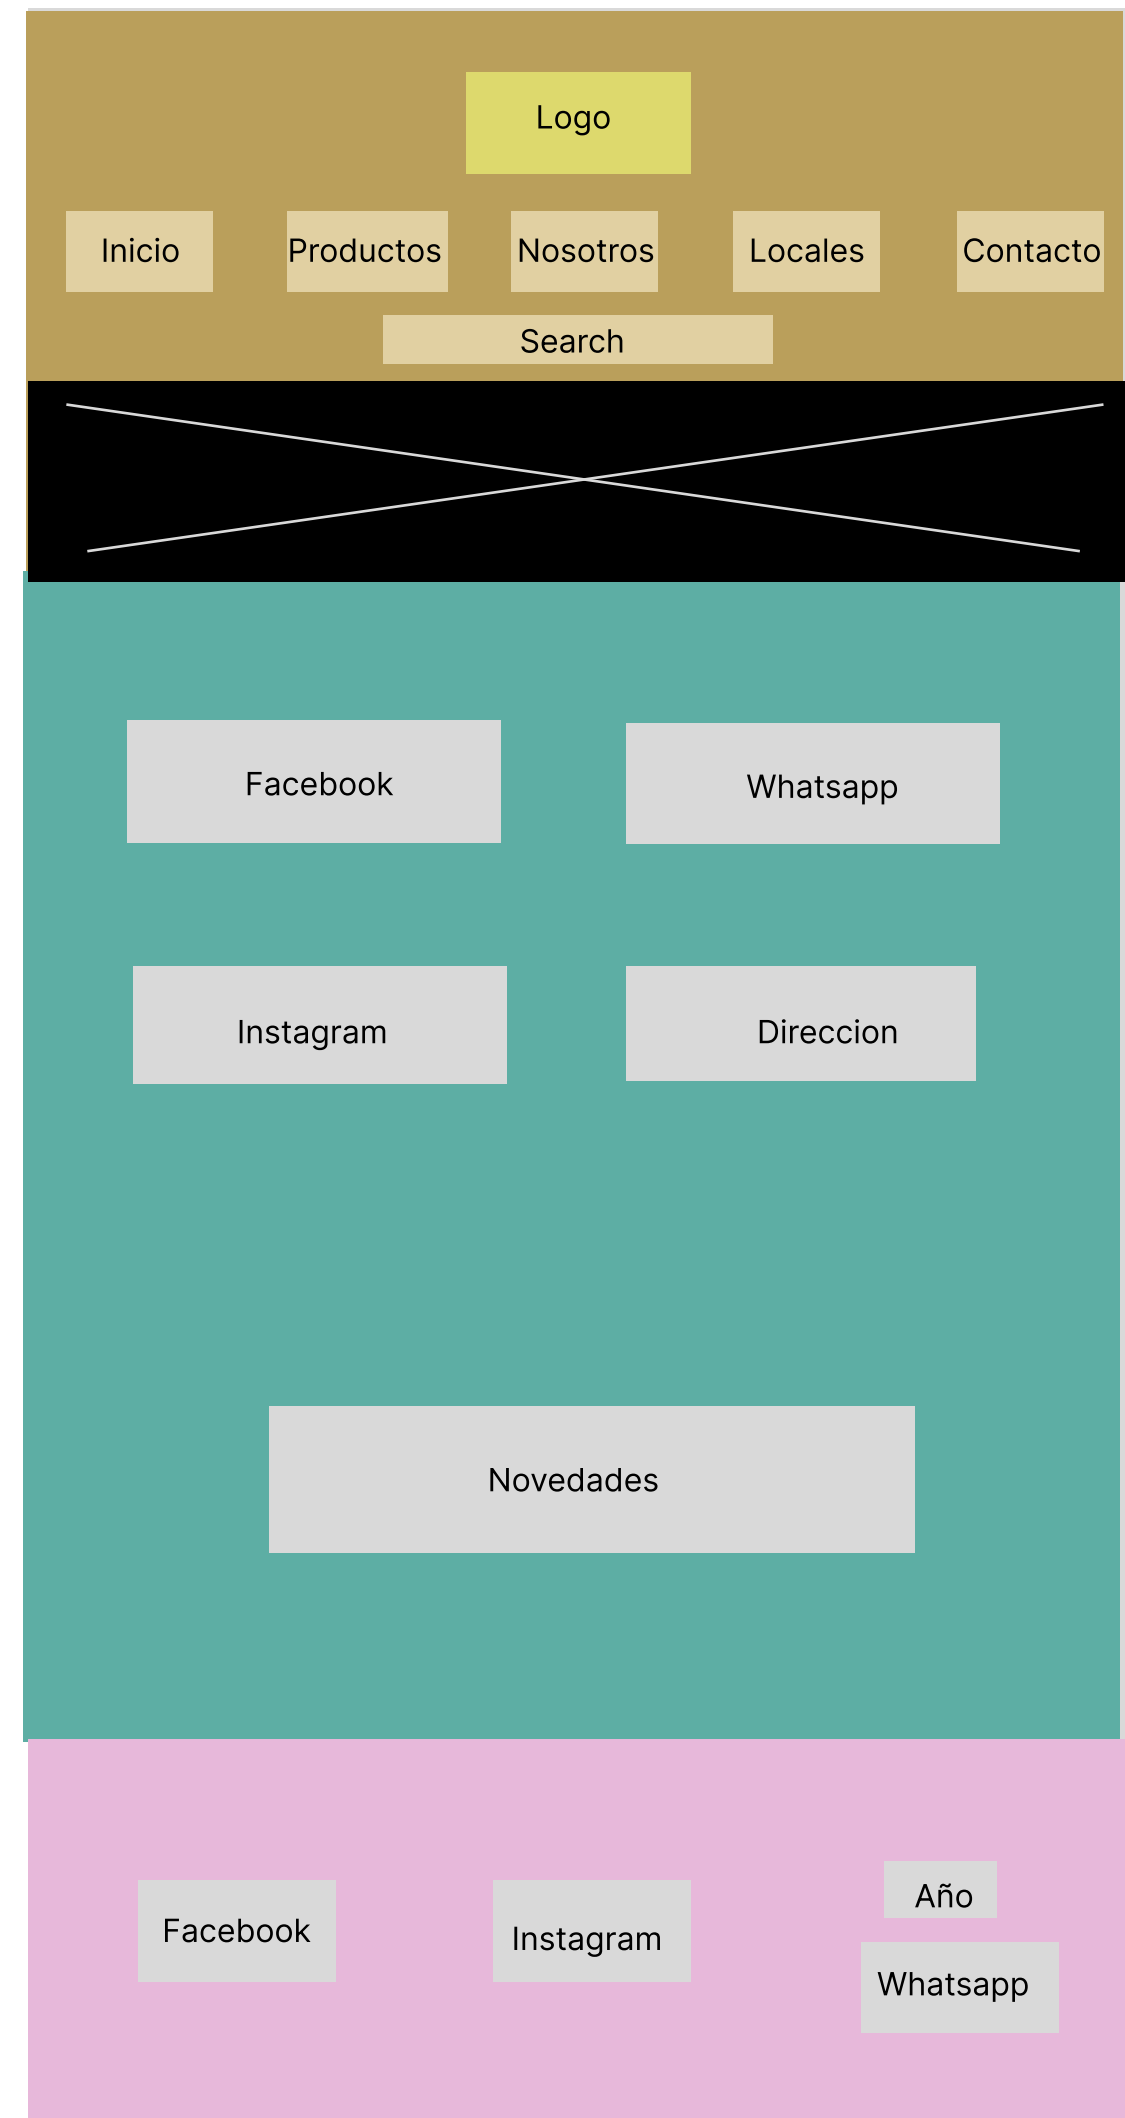 Logo
Inicio
Productos
Nosotros
Locales
Contacto
Search
Facebook
Whatsapp
Instagram
Direccion
Novedades
Facebook
Instagram
Año
Whatsapp